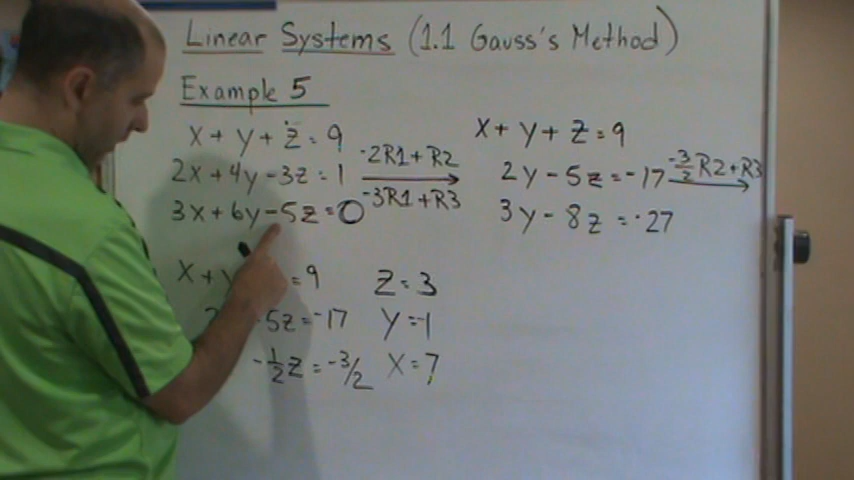 Linear Systems (1.1 Gauss's Method)
Example 5
x + y + z = 9
2x + 4y - 3z = 1
3x + 6y - 5z = 0
-2R1 + R2
-3R1 + R3
x + y + z = 9
2y - 5z = -17
3y - 8z = -27
-3/2 R2 + R3
x + y = 9
2 -5z = -17
-1/2 z = -3/2
z = 3
y = -1
x = 7